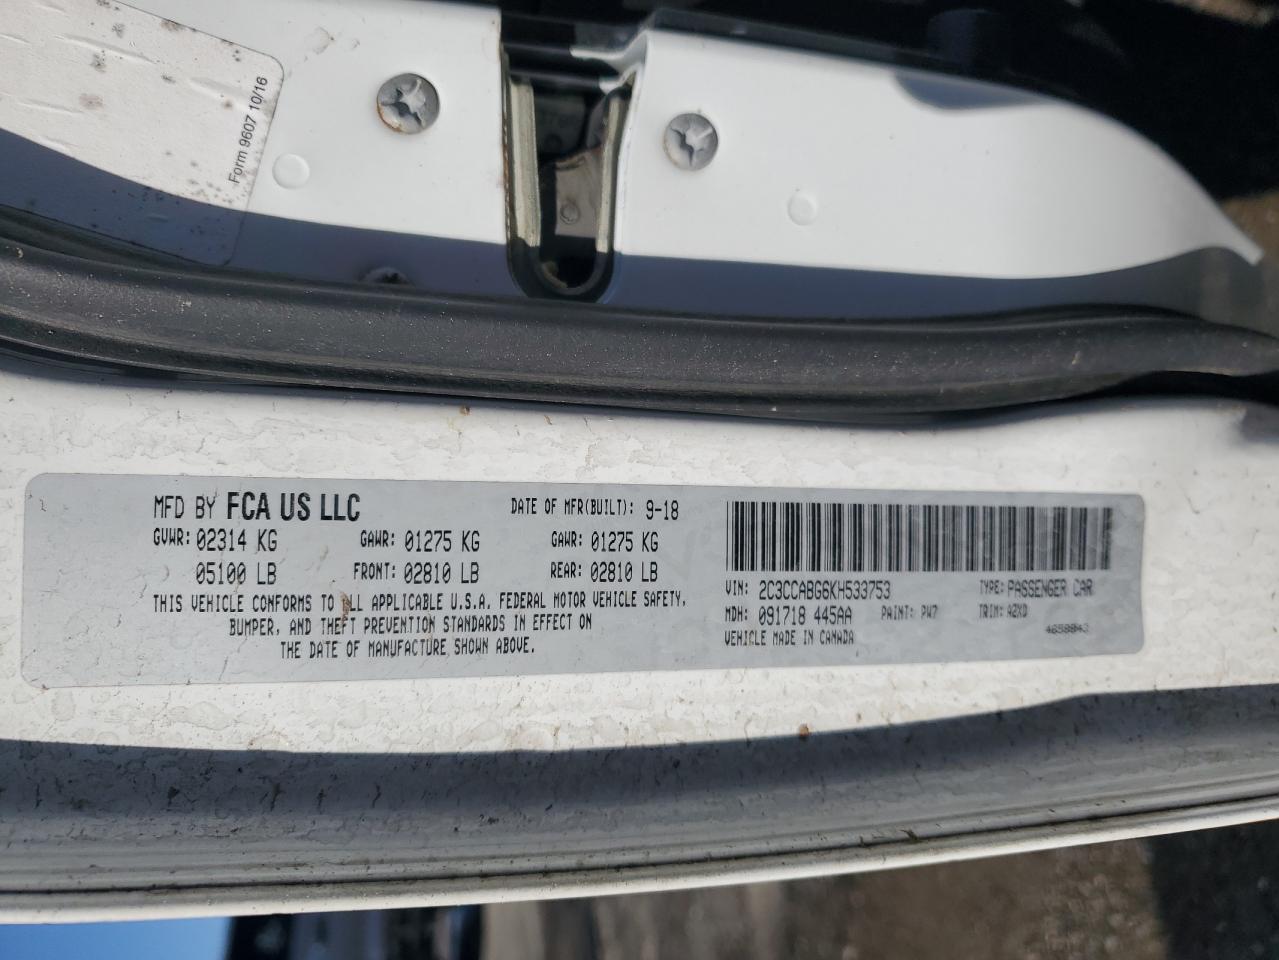 Form 9607 10/16
MFD BY FCA US LLC DATE OF MFR(BUILT): 9-18
GVWR: 02314 KG GAWR: 01275 KG GAWR: 01275 KG
05100 LB FRONT: 02810 LB REAR: 02810 LB
THIS VEHICLE CONFORMS TO ALL APPLICABLE U.S.A. FEDERAL MOTOR VEHICLE SAFETY,
BUMPER, AND THEFT PREVENTION STANDARDS IN EFFECT ON
THE DATE OF MANUFACTURE SHOWN ABOVE.
VIN: 2C3CCABG6KH533753 TYPE: PASSENGER CAR
MDH: 091718 445AA PAINT: PW7 TRIM: A2XD
VEHICLE MADE IN CANADA